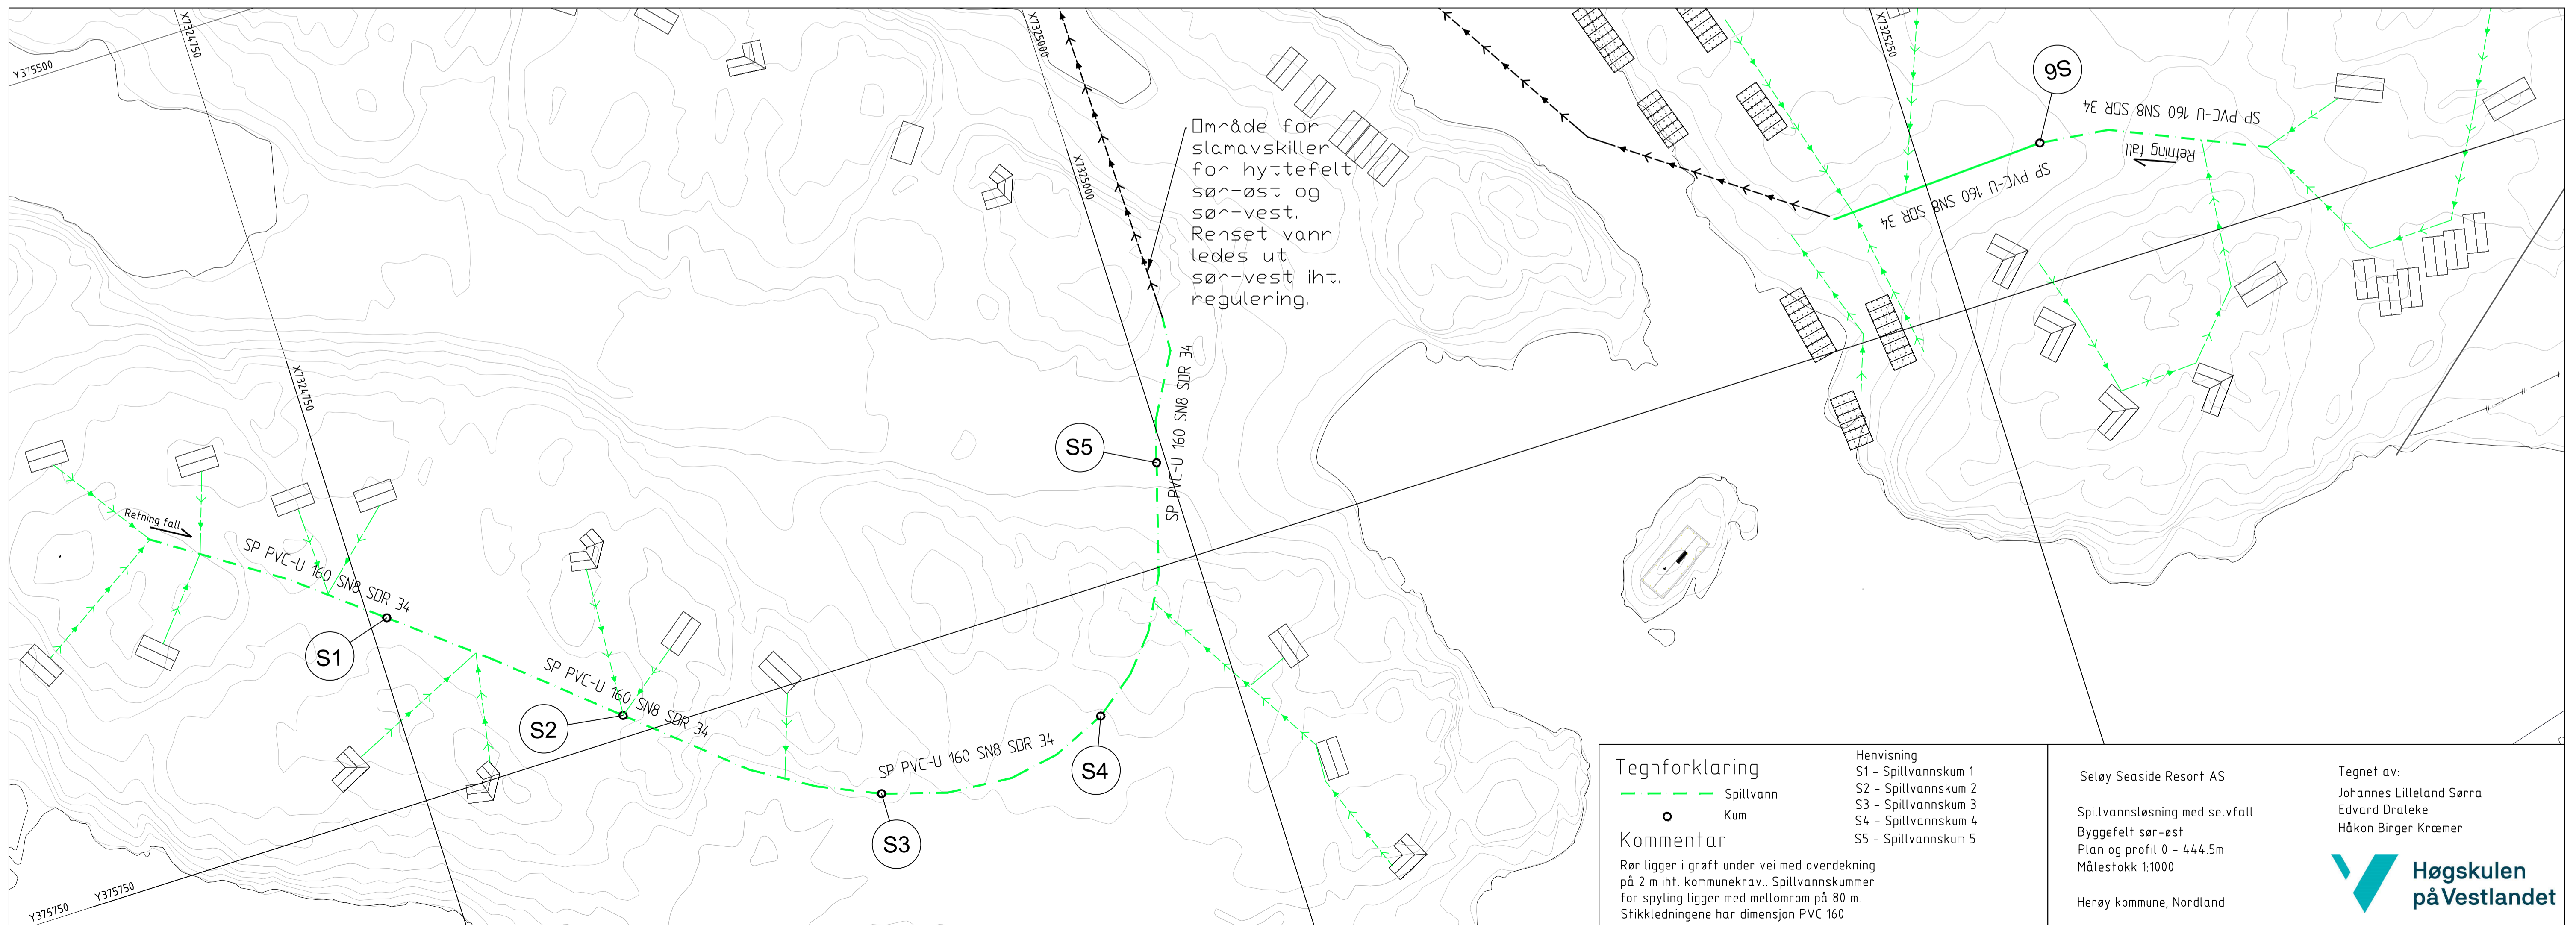 X7324750
Y375500
X7325000
X7325000
Område for
slamavskiller
for hyttefelt
sør-øst og
sør-vest.
Renset vann
ledes ut
sør-vest iht.
regulering.
X7325250
S6
SP PVC-U 160 SN8 SDR 34
Retning fall
SP PVC-U 160 SN8 SDR 34
X7324750
Retning fall
SP PVC-U 160 SN8 SDR 34
S1
SP PVC-U 160 SN8 SDR 34
S2
SP PVC-U 160 SN8 SDR 34
S3
S4
S5
SP PVC-U 160 SN8 SDR 34
Y375750
Y375750
Tegnforklaring
Spillvann
Kum
Kommentar
Rør ligger i grøft under vei med overdekning
på 2 m iht. kommunekrav.. Spillvannskummer
for spyling ligger med mellomrom på 80 m.
Stikkledningene har dimensjon PVC 160.
Henvisning
S1 - Spillvannskum 1
S2 - Spillvannskum 2
S3 - Spillvannskum 3
S4 - Spillvannskum 4
S5 - Spillvannskum 5
Seløy Seaside Resort AS
Spillvannsløsning med selvfall
Byggefelt sør-øst
Plan og profil 0 - 444.5m
Målestokk 1:1000
Herøy kommune, Nordland
Tegnet av:
Johannes Lilleland Sørra
Edvard Draleke
Håkon Birger Kræmer
Høgskulen
på Vestlandet